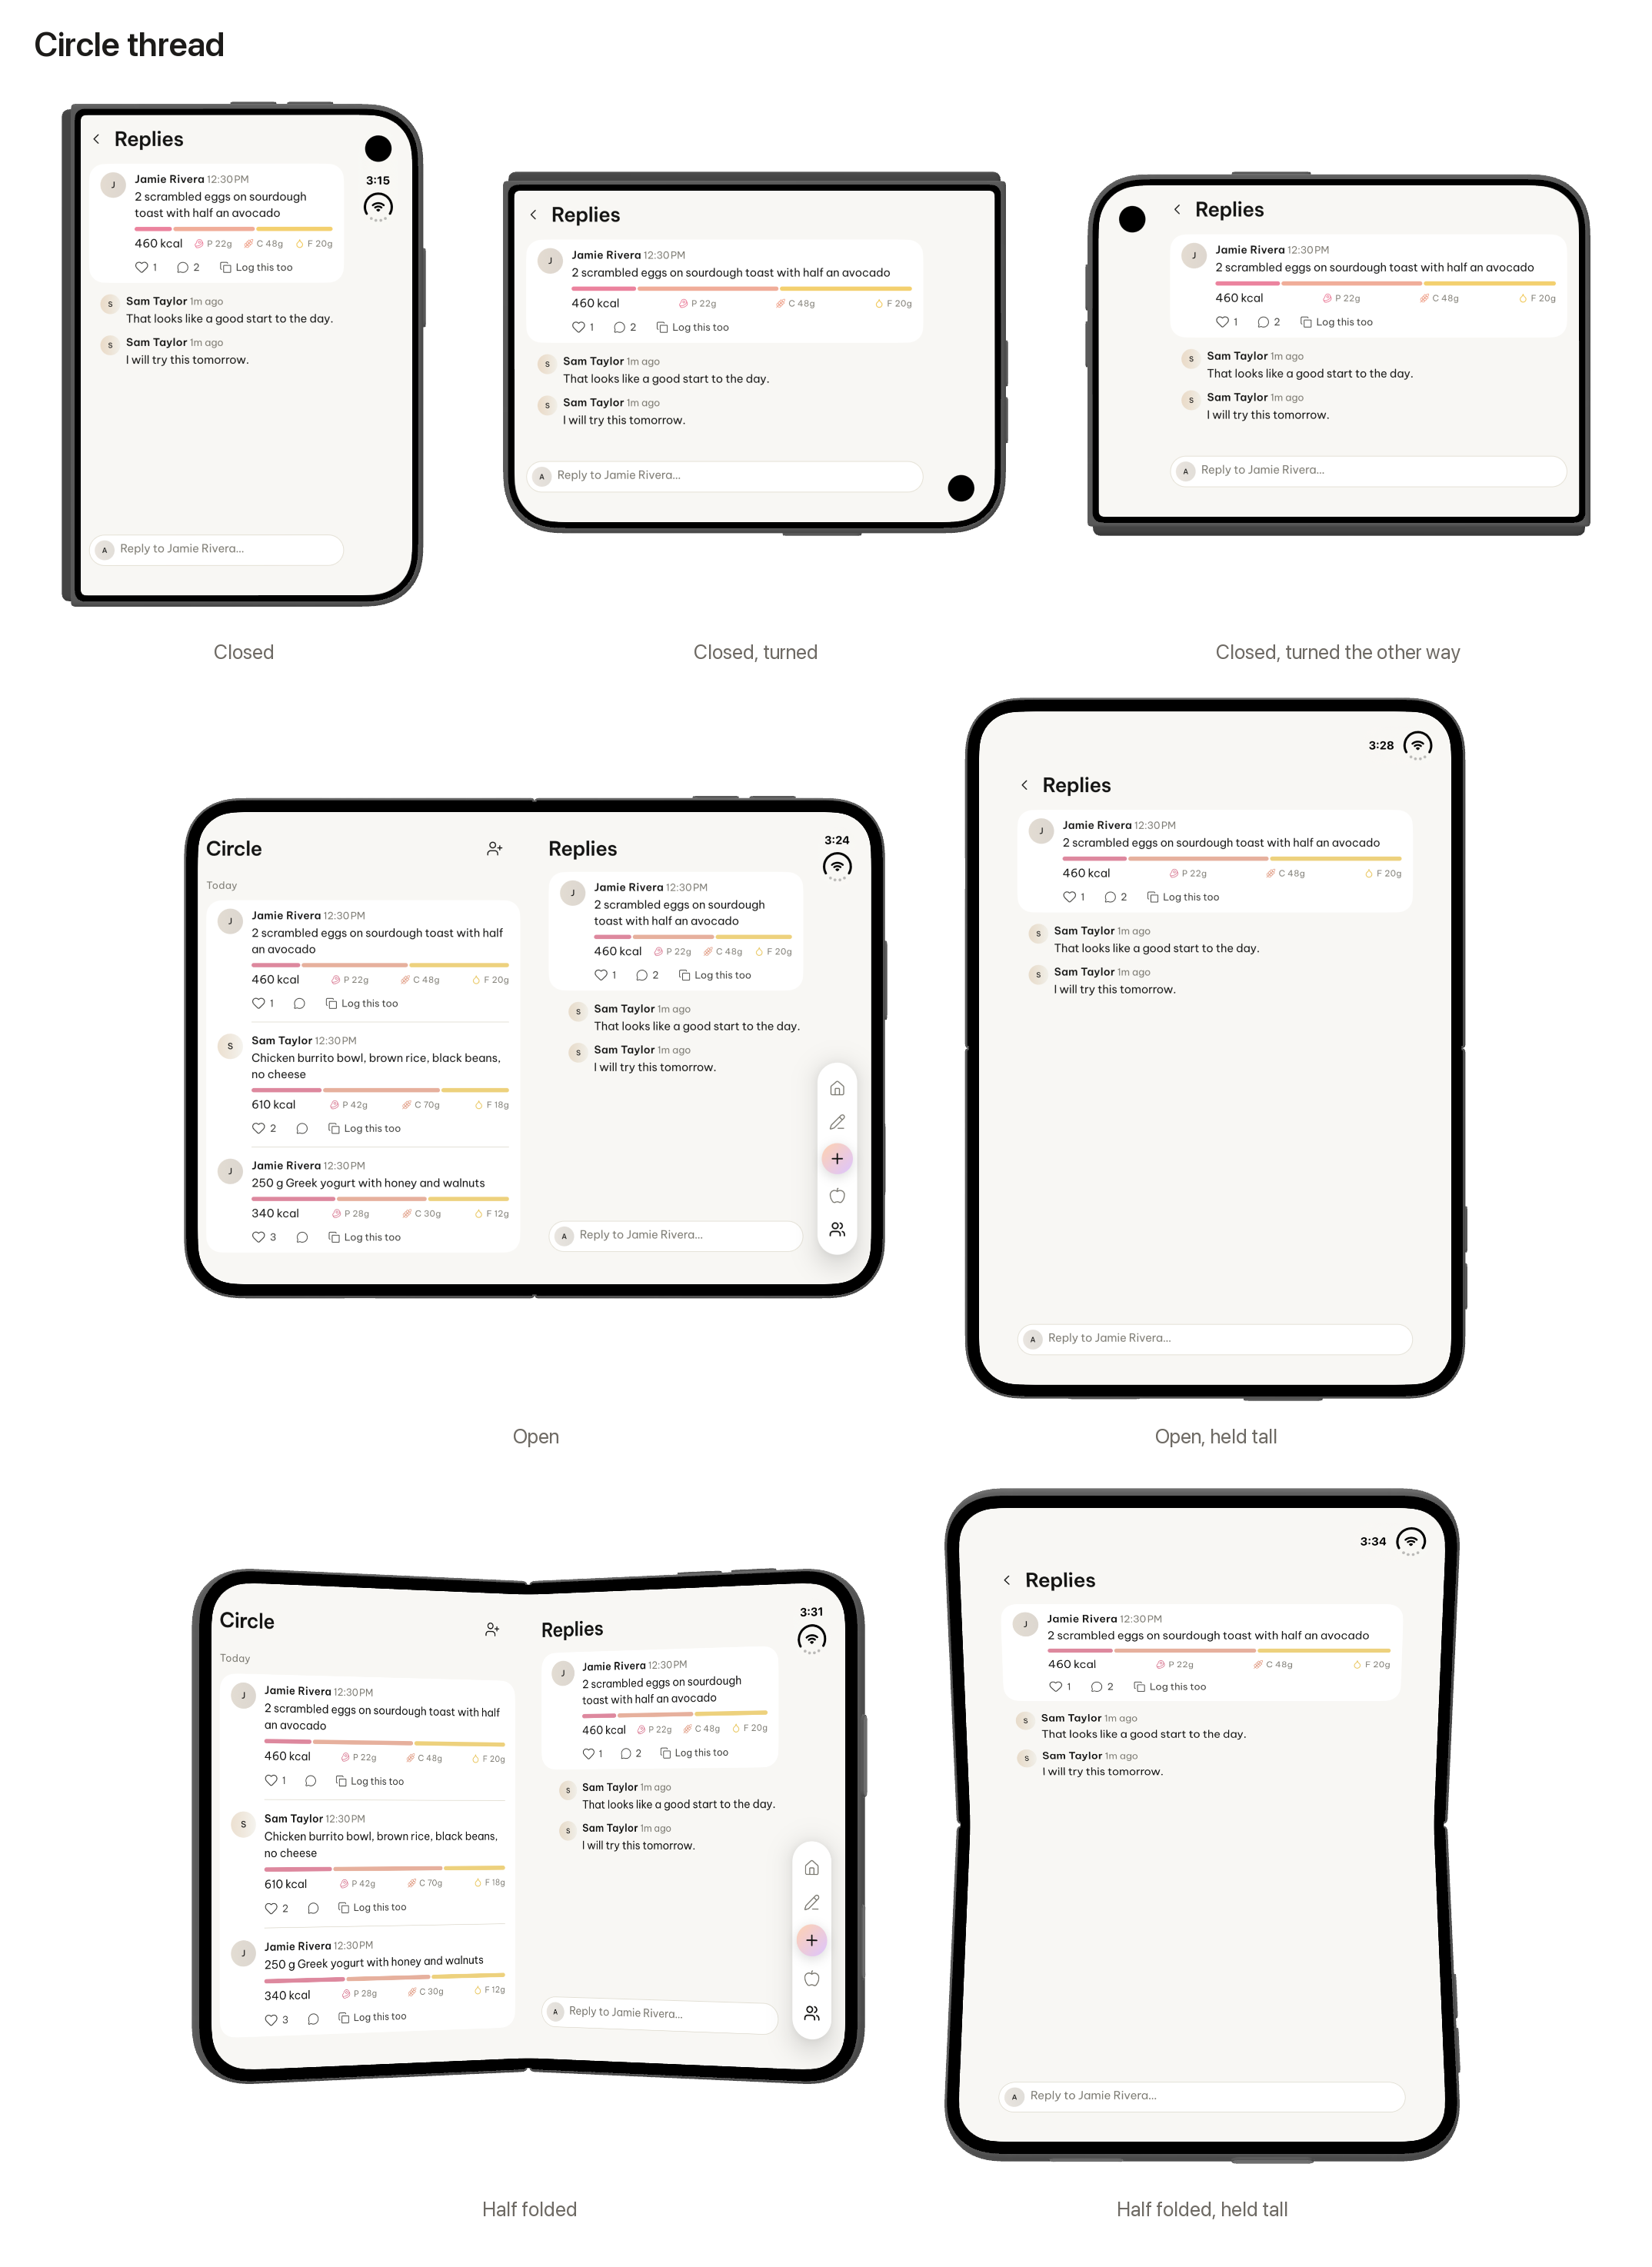 Circle thread
Replies
J
Jamie Rivera 12:30PM
2 scrambled eggs on sourdough
toast with half an avocado
460 kcal P 22g C 48g F 20g
1 2 Log this too
S
Sam Taylor 1m ago
That looks like a good start to the day.
S
Sam Taylor 1m ago
I will try this tomorrow.
A Reply to Jamie Rivera...
3:15
Closed
Replies
J
Jamie Rivera 12:30PM
2 scrambled eggs on sourdough toast with half an avocado
460 kcal P 22g C 48g F 20g
1 2 Log this too
S
Sam Taylor 1m ago
That looks like a good start to the day.
S
Sam Taylor 1m ago
I will try this tomorrow.
A Reply to Jamie Rivera...
Closed, turned
Replies
J
Jamie Rivera 12:30PM
2 scrambled eggs on sourdough toast with half an avocado
460 kcal P 22g C 48g F 20g
1 2 Log this too
S
Sam Taylor 1m ago
That looks like a good start to the day.
S
Sam Taylor 1m ago
I will try this tomorrow.
A Reply to Jamie Rivera...
Closed, turned the other way
Circle
Today
J
Jamie Rivera 12:30PM
2 scrambled eggs on sourdough toast with half
an avocado
460 kcal P 22g C 48g F 20g
1 Log this too
S
Sam Taylor 12:30PM
Chicken burrito bowl, brown rice, black beans,
no cheese
610 kcal P 42g C 70g F 18g
2 Log this too
J
Jamie Rivera 12:30PM
250 g Greek yogurt with honey and walnuts
340 kcal P 28g C 30g F 12g
3 Log this too
Replies
J
Jamie Rivera 12:30PM
2 scrambled eggs on sourdough
toast with half an avocado
460 kcal P 22g C 48g F 20g
1 2 Log this too
S
Sam Taylor 1m ago
That looks like a good start to the day.
S
Sam Taylor 1m ago
I will try this tomorrow.
A Reply to Jamie Rivera...
3:24
Open
3:28
Replies
J
Jamie Rivera 12:30PM
2 scrambled eggs on sourdough toast with half an avocado
460 kcal P 22g C 48g F 20g
1 2 Log this too
S
Sam Taylor 1m ago
That looks like a good start to the day.
S
Sam Taylor 1m ago
I will try this tomorrow.
A Reply to Jamie Rivera...
Open, held tall
Circle
Today
J
Jamie Rivera 12:30PM
2 scrambled eggs on sourdough toast with half
an avocado
460 kcal P 22g C 48g F 20g
1 Log this too
S
Sam Taylor 12:30PM
Chicken burrito bowl, brown rice, black beans,
no cheese
610 kcal P 42g C 70g F 18g
2 Log this too
J
Jamie Rivera 12:30PM
250 g Greek yogurt with honey and walnuts
340 kcal P 28g C 30g F 12g
3 Log this too
Replies
J
Jamie Rivera 12:30PM
2 scrambled eggs on sourdough
toast with half an avocado
460 kcal P 22g C 48g F 20g
1 2 Log this too
S
Sam Taylor 1m ago
That looks like a good start to the day.
S
Sam Taylor 1m ago
I will try this tomorrow.
A Reply to Jamie Rivera...
3:31
Half folded
3:34
Replies
J
Jamie Rivera 12:30PM
2 scrambled eggs on sourdough toast with half an avocado
460 kcal P 22g C 48g F 20g
1 2 Log this too
S
Sam Taylor 1m ago
That looks like a good start to the day.
S
Sam Taylor 1m ago
I will try this tomorrow.
A Reply to Jamie Rivera...
Half folded, held tall